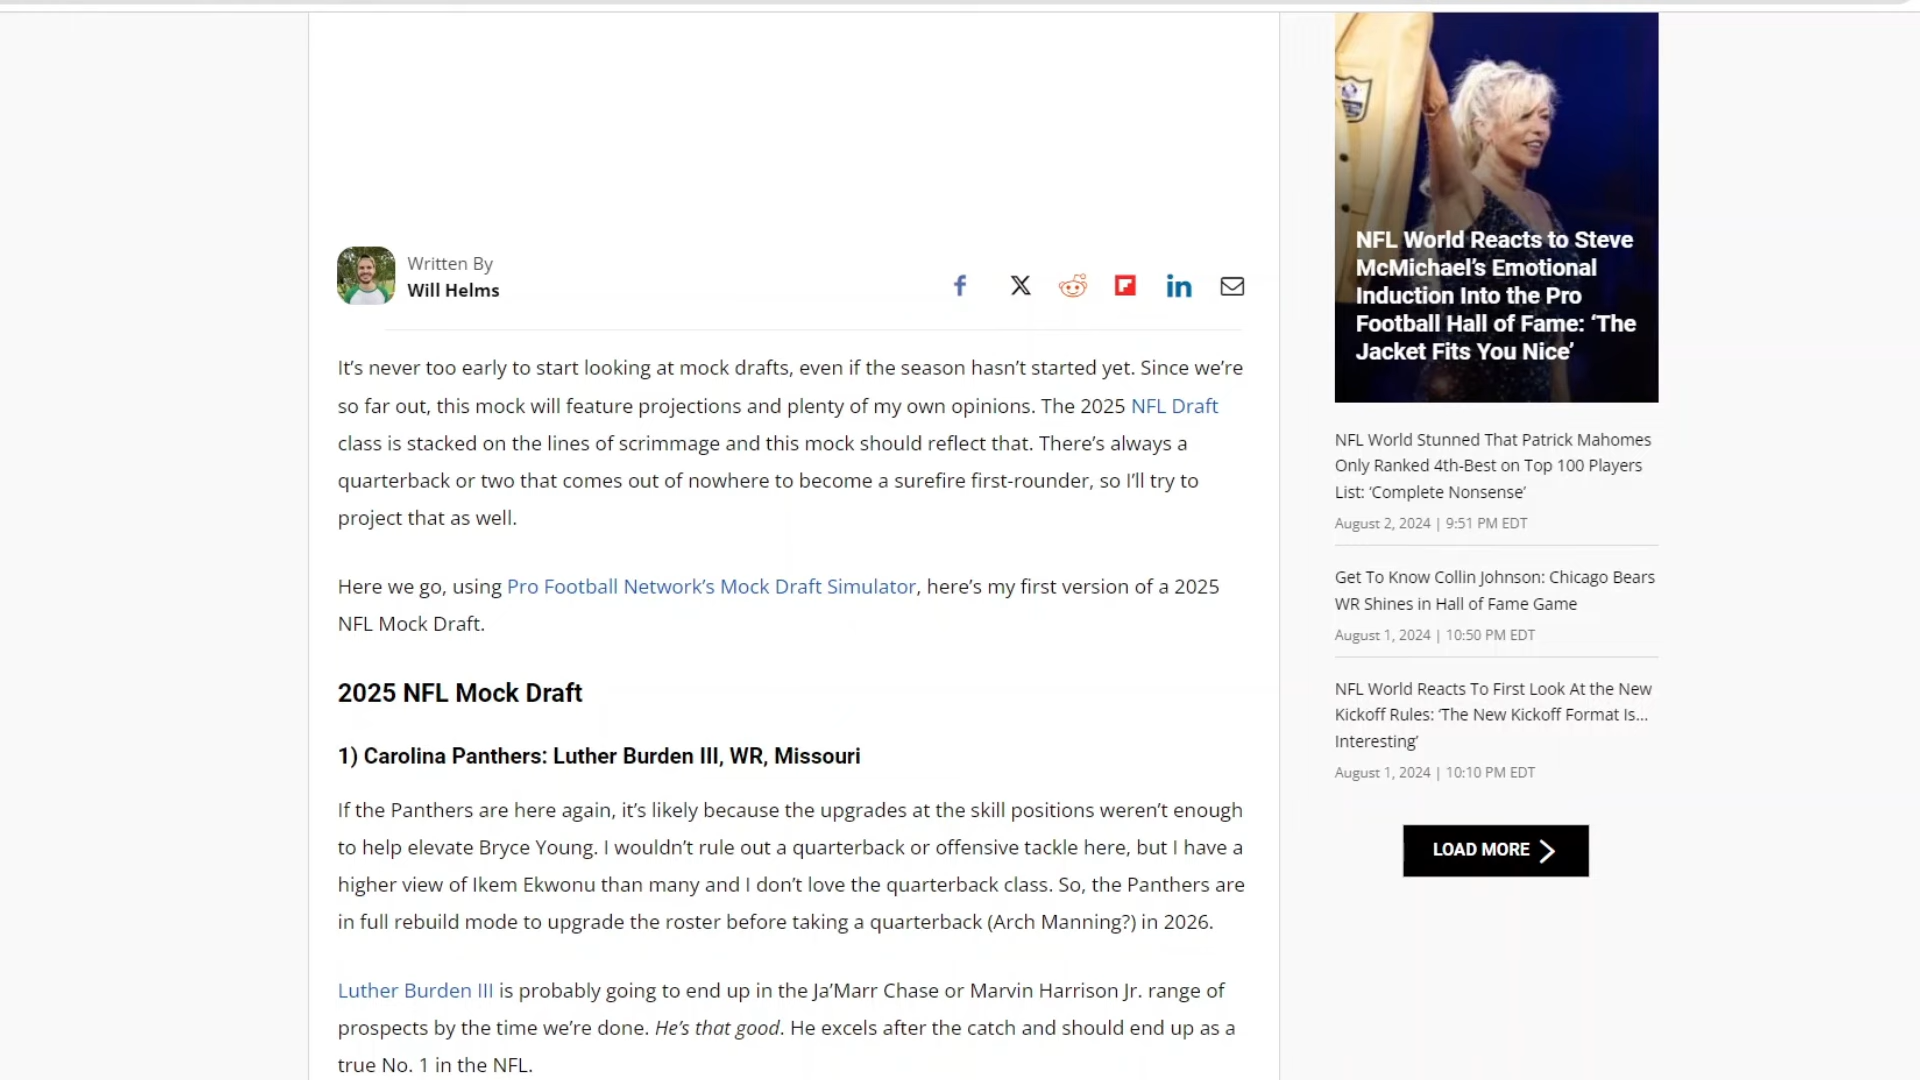 Written By
Will Helms
It’s never too early to start looking at mock drafts, even if the season hasn’t started yet. Since we’re
so far out, this mock will feature projections and plenty of my own opinions. The 2025 NFL Draft
class is stacked on the lines of scrimmage and this mock should reflect that. There’s always a
quarterback or two that comes out of nowhere to become a surefire first-rounder, so I’ll try to
project that as well.
Here we go, using Pro Football Network’s Mock Draft Simulator, here’s my first version of a 2025
NFL Mock Draft.
2025 NFL Mock Draft
1) Carolina Panthers: Luther Burden III, WR, Missouri
If the Panthers are here again, it’s likely because the upgrades at the skill positions weren’t enough
to help elevate Bryce Young. I wouldn’t rule out a quarterback or offensive tackle here, but I have a
higher view of Ikem Ekwonu than many and I don’t love the quarterback class. So, the Panthers are
in full rebuild mode to upgrade the roster before taking a quarterback (Arch Manning?) in 2026.
Luther Burden III is probably going to end up in the Ja’Marr Chase or Marvin Harrison Jr. range of
prospects by the time we’re done. He’s that good. He excels after the catch and should end up as a
true No. 1 in the NFL.
NFL World Reacts to Steve
McMichael’s Emotional
Induction Into the Pro
Football Hall of Fame: ‘The
Jacket Fits You Nice’
NFL World Stunned That Patrick Mahomes
Only Ranked 4th-Best on Top 100 Players
List: ‘Complete Nonsense’
August 2, 2024 | 9:51 PM EDT
Get To Know Collin Johnson: Chicago Bears
WR Shines in Hall of Fame Game
August 1, 2024 | 10:50 PM EDT
NFL World Reacts To First Look At the New
Kickoff Rules: ‘The New Kickoff Format Is…
Interesting’
August 1, 2024 | 10:10 PM EDT
LOAD MORE